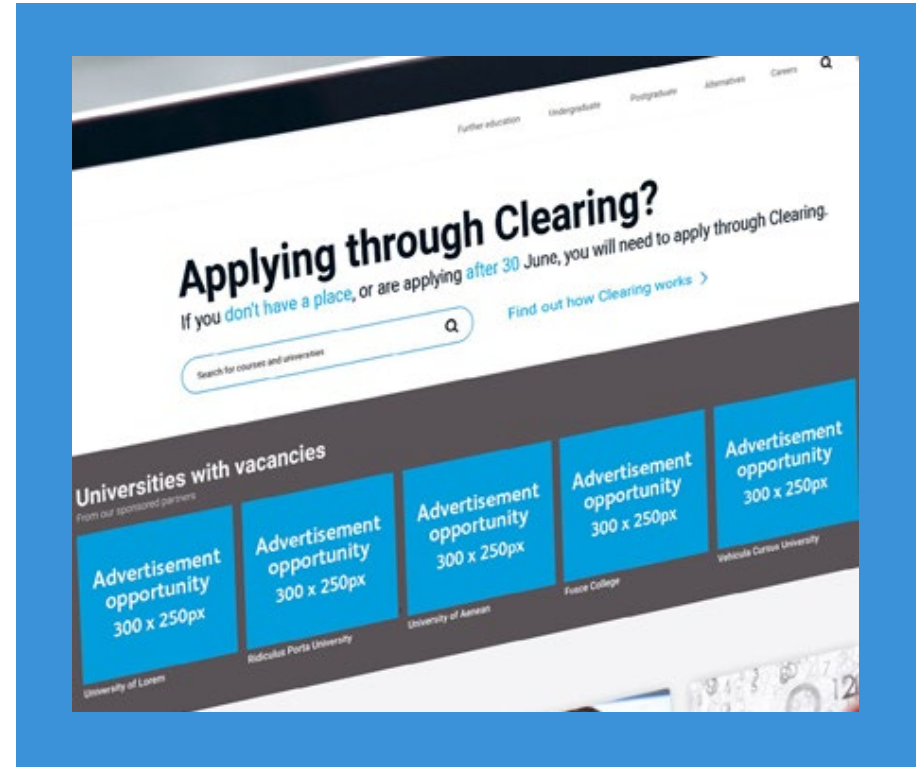 Further education Undergraduate Postgraduate Alternatives Careers
Applying through Clearing?
If you don't have a place, or are applying after 30 June, you will need to apply through Clearing.
Search for courses and universities
Find out how Clearing works >
Universities with vacancies
From our sponsored partners
Advertisement
opportunity
300 x 250px
University of Lorem
Advertisement
opportunity
300 x 250px
Ridiculus Porta University
Advertisement
opportunity
300 x 250px
University of Aenean
Advertisement
opportunity
300 x 250px
Fusce College
Advertisement
opportunity
300 x 250px
Vehicula Cursus University